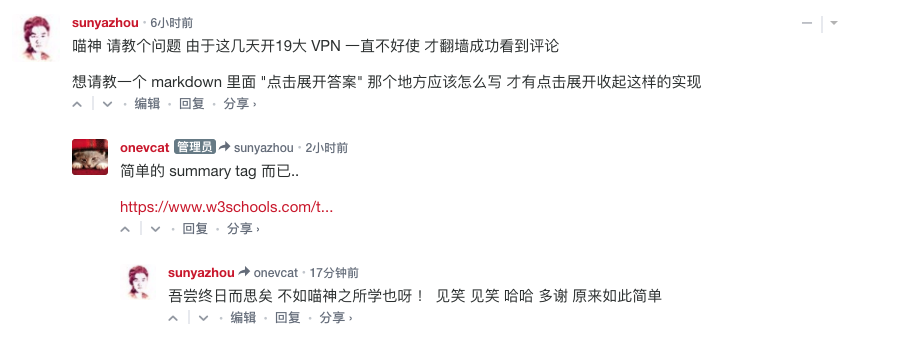 sunyazhou · 6小时前
喵神 请教个问题 由于这几天开19大 VPN 一直不好使 才翻墙成功看到评论
想请教一个 markdown 里面 "点击展开答案" 那个地方应该怎么写 才有点击展开收起这样的实现
编辑 · 回复 · 分享 ›
onevcat 管理员 sunyazhou · 2小时前
简单的 summary tag 而已..
https://www.w3schools.com/t...
回复 · 分享 ›
sunyazhou onevcat · 17分钟前
吾尝终日而思矣 不如喵神之所学也呀！ 见笑 见笑 哈哈 多谢 原来如此简单
编辑 · 回复 · 分享 ›